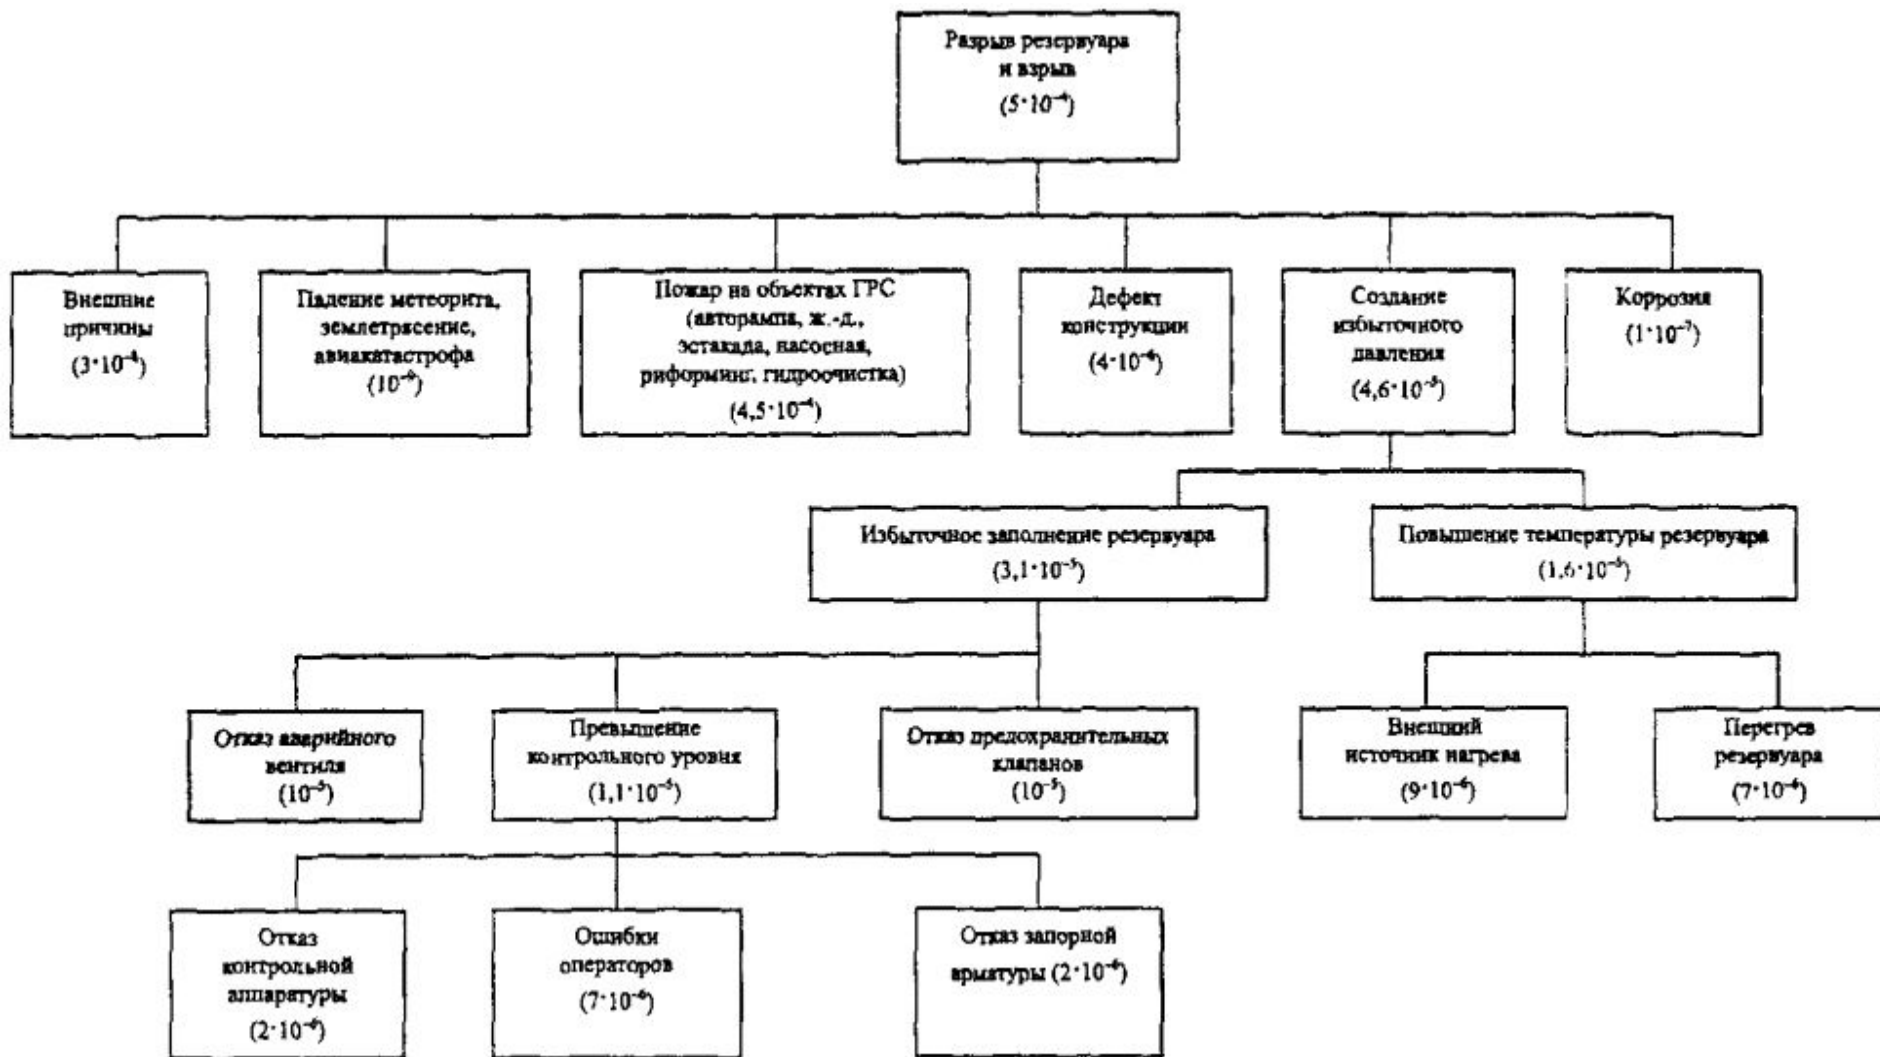 Разрыв резервуара
и взрыв
(5·10⁻⁴)
Внешние
причины
(3·10⁻⁴)
Падение метеорита,
землетрясение,
авиакатастрофа
(10⁻⁹)
Пожар на объектах ГРС
(авторампа, ж.-д.,
эстакада, насосная,
риформинг, гидроочистка)
(4,5·10⁻⁴)
Дефект
конструкции
(4·10⁻⁶)
Создание
избыточного
давления
(4,6·10⁻⁵)
Коррозия
(1·10⁻⁷)
Избыточное заполнение резервуара
(3,1·10⁻⁵)
Повышение температуры резервуара
(1,6·10⁻⁵)
Отказ аварийного
вентиля
(10⁻⁵)
Превышение
контрольного уровня
(1,1·10⁻⁵)
Отказ предохранительных
клапанов
(10⁻⁵)
Внешний
источник нагрева
(9·10⁻⁶)
Перегрев
резервуара
(7·10⁻⁶)
Отказ
контрольной
аппаратуры
(2·10⁻⁶)
Ошибки
операторов
(7·10⁻⁶)
Отказ запорной
арматуры (2·10⁻⁶)